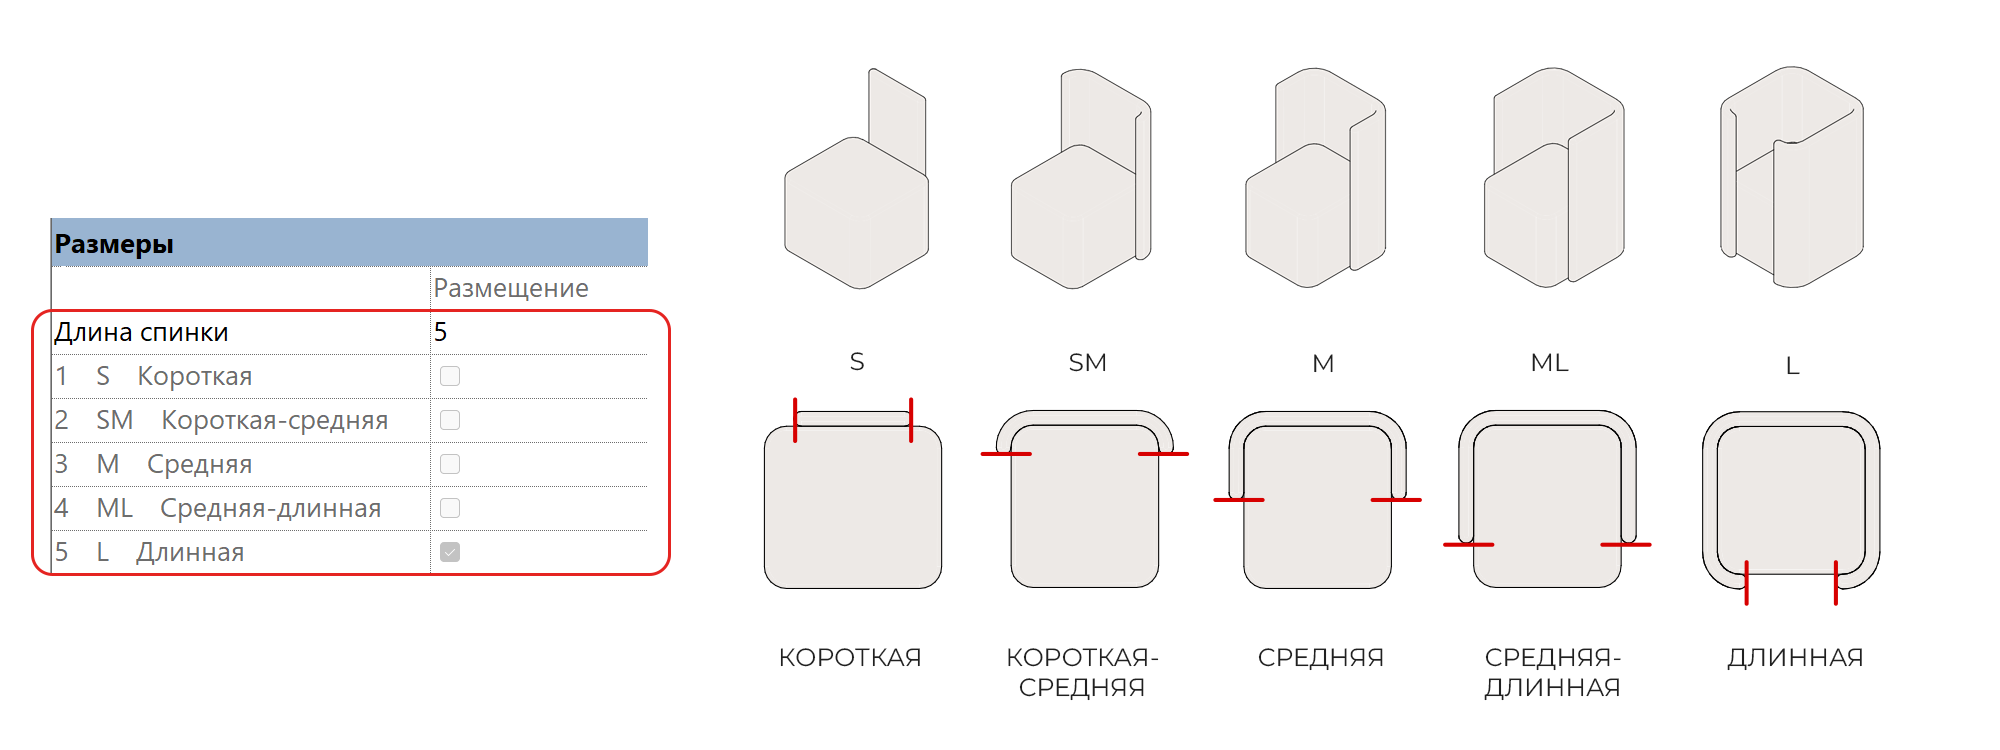 Размеры
Размещение
Длина спинки 5
1 S Короткая
2 SM Короткая-средняя
3 M Средняя
4 ML Средняя-длинная
5 L Длинная
S
SM
M
ML
L
КОРОТКАЯ
КОРОТКАЯ-
СРЕДНЯЯ
СРЕДНЯЯ
СРЕДНЯЯ-
ДЛИННАЯ
ДЛИННАЯ